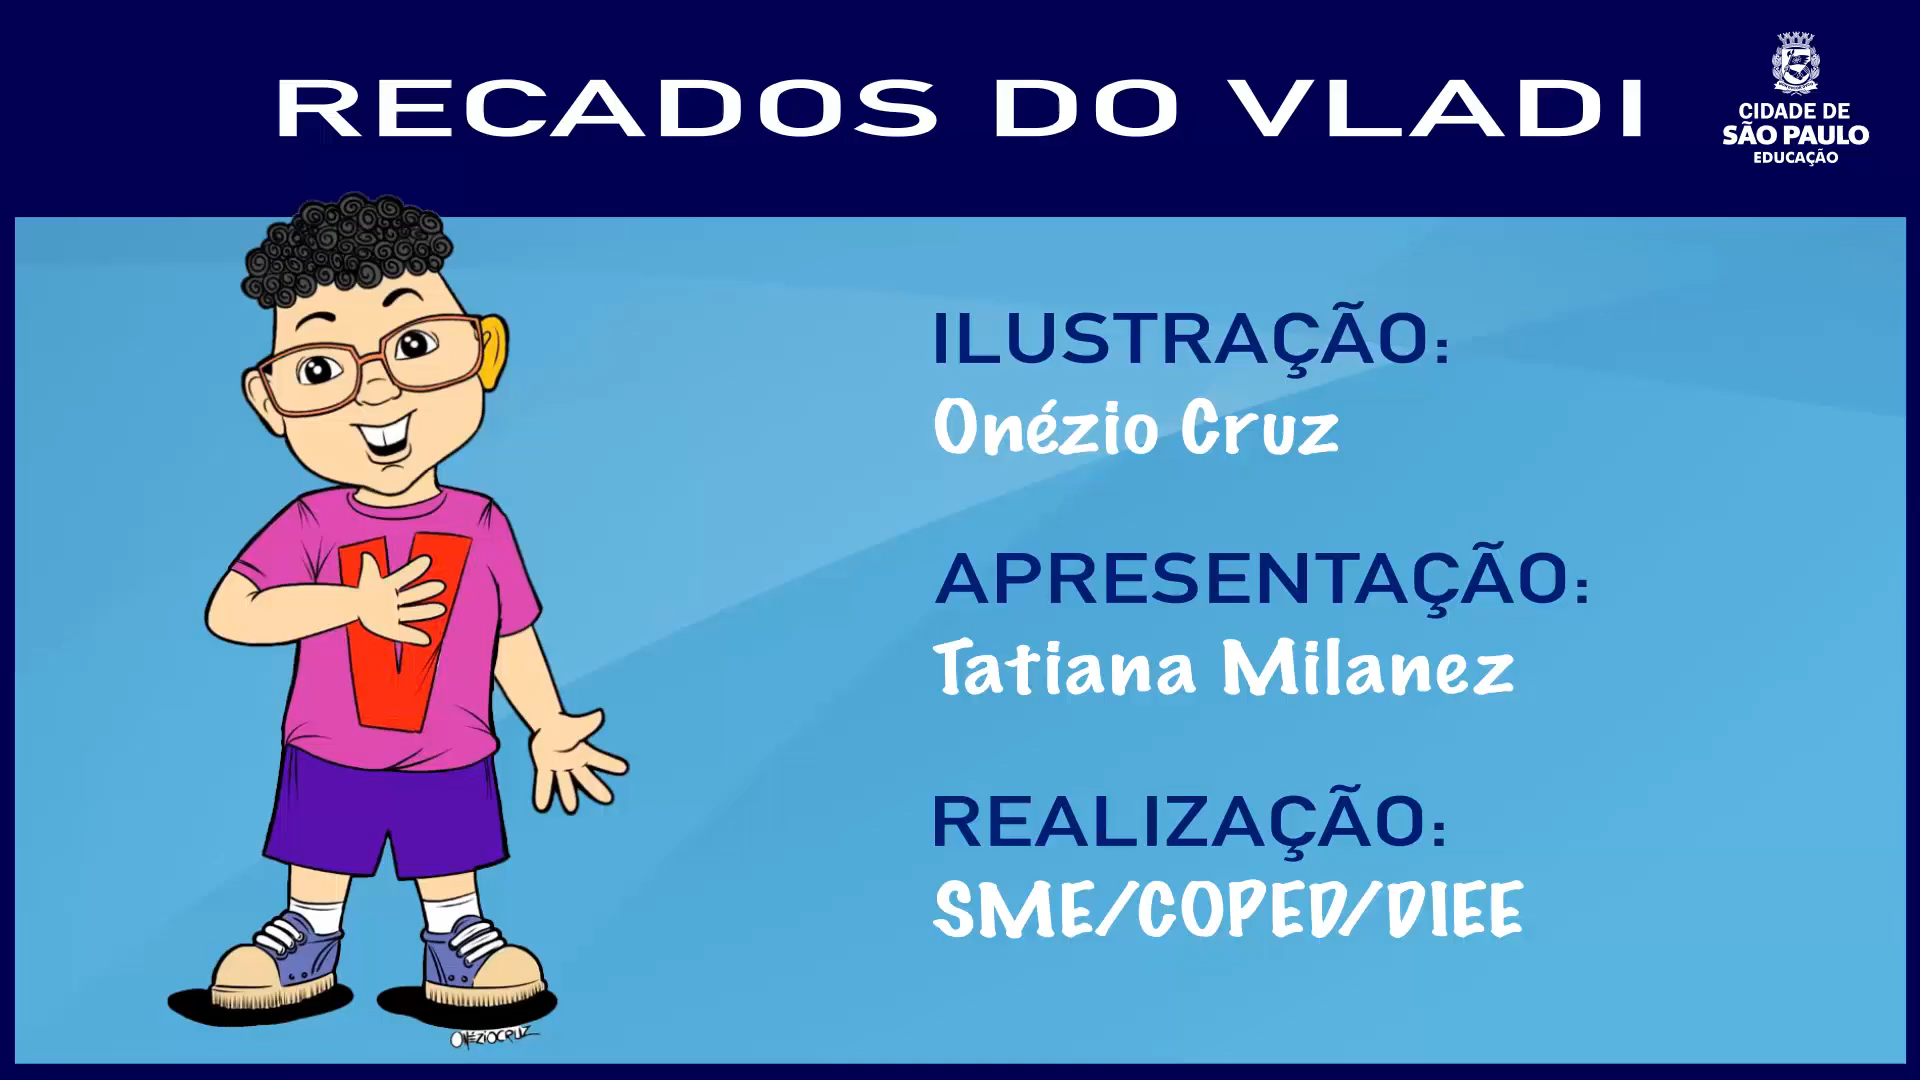 RECADOS DO VLADI
CIDADE DE
SÃO PAULO
EDUCAÇÃO
ILUSTRAÇÃO:
Onézio Cruz
APRESENTAÇÃO:
Tatiana Milanez
REALIZAÇÃO:
SME/COPED/DIEE
V
ONÉZIOCRUZ